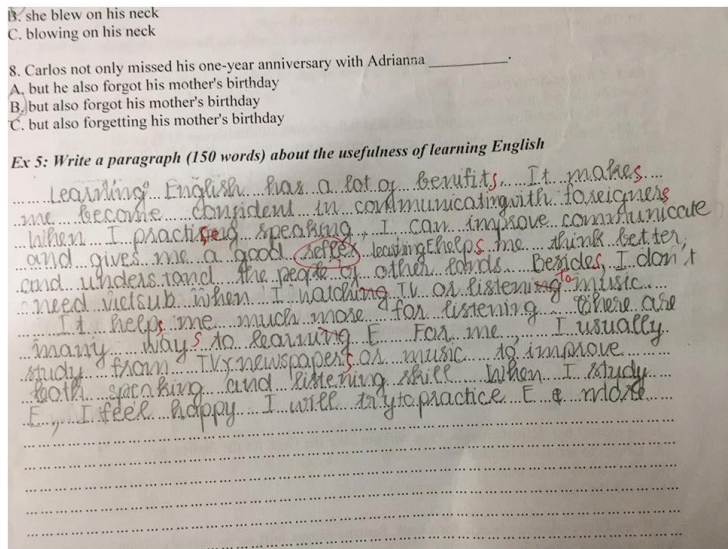 B. she blew on his neck
C. blowing on his neck
8. Carlos not only missed his one-year anniversary with Adrianna ____________.
A. but he also forgot his mother's birthday
B. but also forgot his mother's birthday
C. but also forgetting his mother's birthday
Ex 5: Write a paragraph (150 words) about the usefulness of learning English
Learning English has a lot of benufits. It makes
me become confident in communicating with foreigners
When I practiseing speaking, I can improve communicate
and gives me a good reflex learning E helps me think better,
and understand the people of other lands. Besides, I don't
need vietsub when I watching TV or listening to music.
It helps me much more for listening. There are
many ways to learning E. For me, I usually
study from TV, newspapers or music to improve
both speaking and listening skill. When I study
E, I feel happy. I will try to practice E more